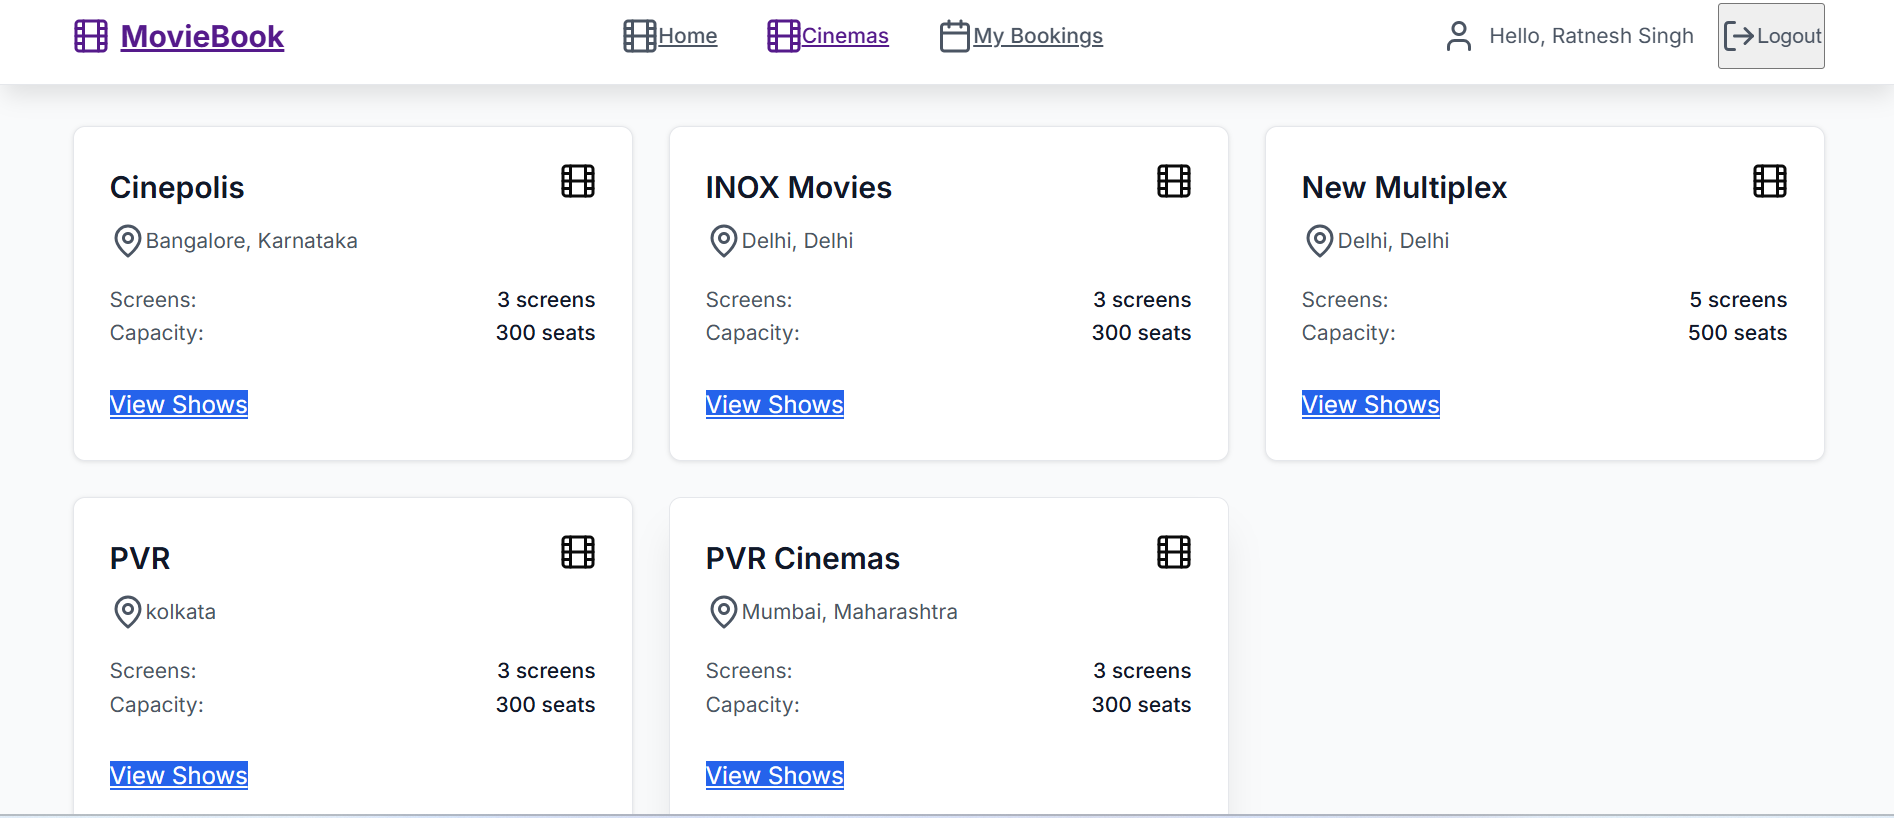 MovieBook Home Cinemas My Bookings Hello, Ratnesh Singh Logout
Cinepolis
Bangalore, Karnataka
Screens: 3 screens
Capacity: 300 seats
View Shows
INOX Movies
Delhi, Delhi
Screens: 3 screens
Capacity: 300 seats
View Shows
New Multiplex
Delhi, Delhi
Screens: 5 screens
Capacity: 500 seats
View Shows
PVR
kolkata
Screens: 3 screens
Capacity: 300 seats
View Shows
PVR Cinemas
Mumbai, Maharashtra
Screens: 3 screens
Capacity: 300 seats
View Shows